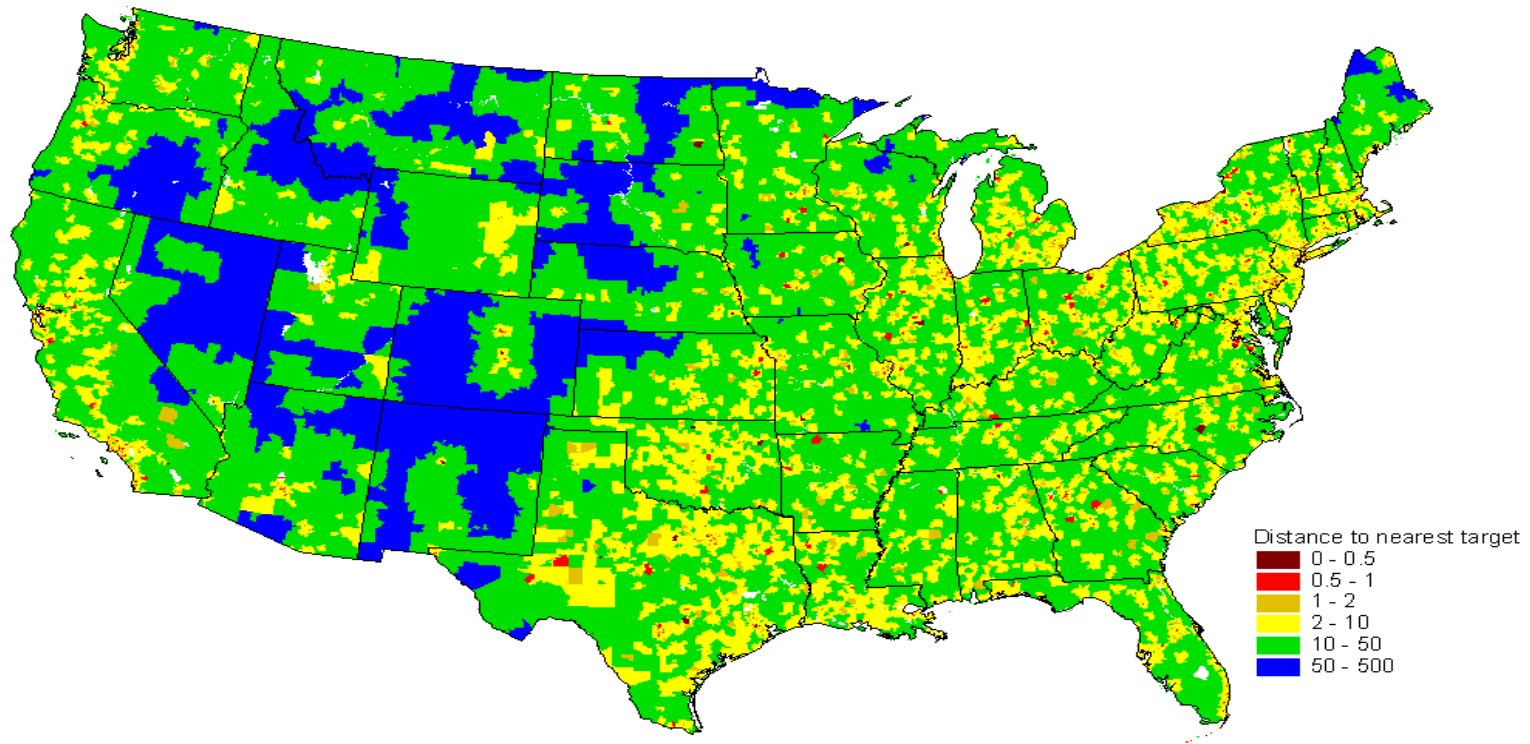 Distance to nearest target
0 - 0.5
0.5 - 1
1 - 2
2 - 10
10 - 50
50 - 500